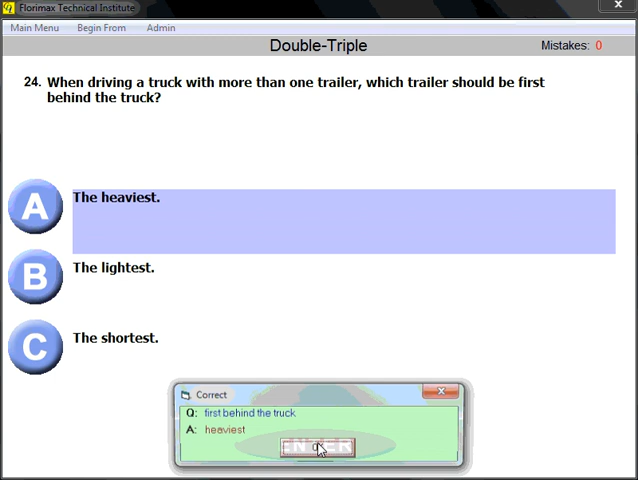 Florimax Technical Institute
Main Menu Begin From Admin
Double-Triple Mistakes: 0
24. When driving a truck with more than one trailer, which trailer should be first
behind the truck?
A The heaviest.
B The lightest.
C The shortest.
Correct
Q: first behind the truck
A: heaviest
ENTER